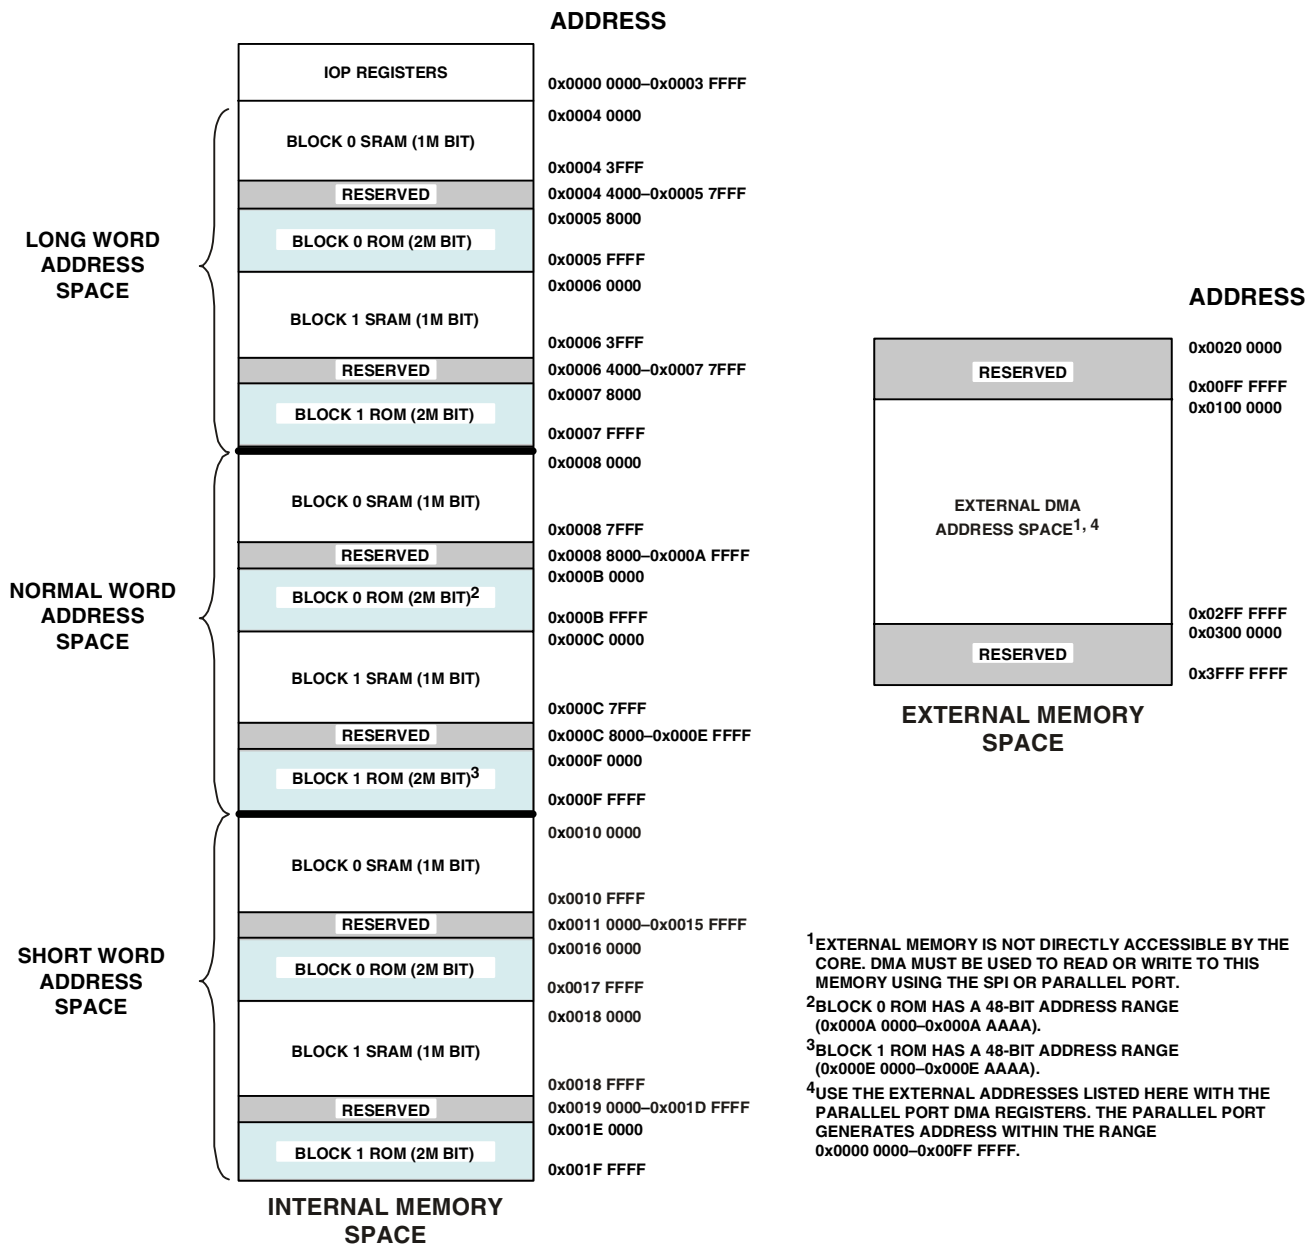 ADDRESS
IOP REGISTERS
0x0000 0000–0x0003 FFFF
0x0004 0000
BLOCK 0 SRAM (1M BIT)
0x0004 3FFF
RESERVED
0x0004 4000–0x0005 7FFF
0x0005 8000
BLOCK 0 ROM (2M BIT)
0x0005 FFFF
0x0006 0000
BLOCK 1 SRAM (1M BIT)
0x0006 3FFF
RESERVED
0x0006 4000–0x0007 7FFF
0x0007 8000
BLOCK 1 ROM (2M BIT)
0x0007 FFFF
LONG WORD
ADDRESS
SPACE
0x0008 0000
BLOCK 0 SRAM (1M BIT)
0x0008 7FFF
RESERVED
0x0008 8000–0x000A FFFF
0x000B 0000
BLOCK 0 ROM (2M BIT)2
0x000B FFFF
0x000C 0000
BLOCK 1 SRAM (1M BIT)
0x000C 7FFF
RESERVED
0x000C 8000–0x000E FFFF
0x000F 0000
BLOCK 1 ROM (2M BIT)3
0x000F FFFF
NORMAL WORD
ADDRESS
SPACE
0x0010 0000
BLOCK 0 SRAM (1M BIT)
0x0010 FFFF
RESERVED
0x0011 0000–0x0015 FFFF
0x0016 0000
BLOCK 0 ROM (2M BIT)
0x0017 FFFF
0x0018 0000
BLOCK 1 SRAM (1M BIT)
0x0018 FFFF
RESERVED
0x0019 0000–0x001D FFFF
0x001E 0000
BLOCK 1 ROM (2M BIT)
0x001F FFFF
SHORT WORD
ADDRESS
SPACE
INTERNAL MEMORY
SPACE
ADDRESS
0x0020 0000
RESERVED
0x00FF FFFF
0x0100 0000
EXTERNAL DMA
ADDRESS SPACE1, 4
0x02FF FFFF
0x0300 0000
RESERVED
0x3FFF FFFF
EXTERNAL MEMORY
SPACE
1EXTERNAL MEMORY IS NOT DIRECTLY ACCESSIBLE BY THE
CORE. DMA MUST BE USED TO READ OR WRITE TO THIS
MEMORY USING THE SPI OR PARALLEL PORT.
2BLOCK 0 ROM HAS A 48-BIT ADDRESS RANGE
(0x000A 0000–0x000A AAAA).
3BLOCK 1 ROM HAS A 48-BIT ADDRESS RANGE
(0x000E 0000–0x000E AAAA).
4USE THE EXTERNAL ADDRESSES LISTED HERE WITH THE
PARALLEL PORT DMA REGISTERS. THE PARALLEL PORT
GENERATES ADDRESS WITHIN THE RANGE
0x0000 0000–0x00FF FFFF.